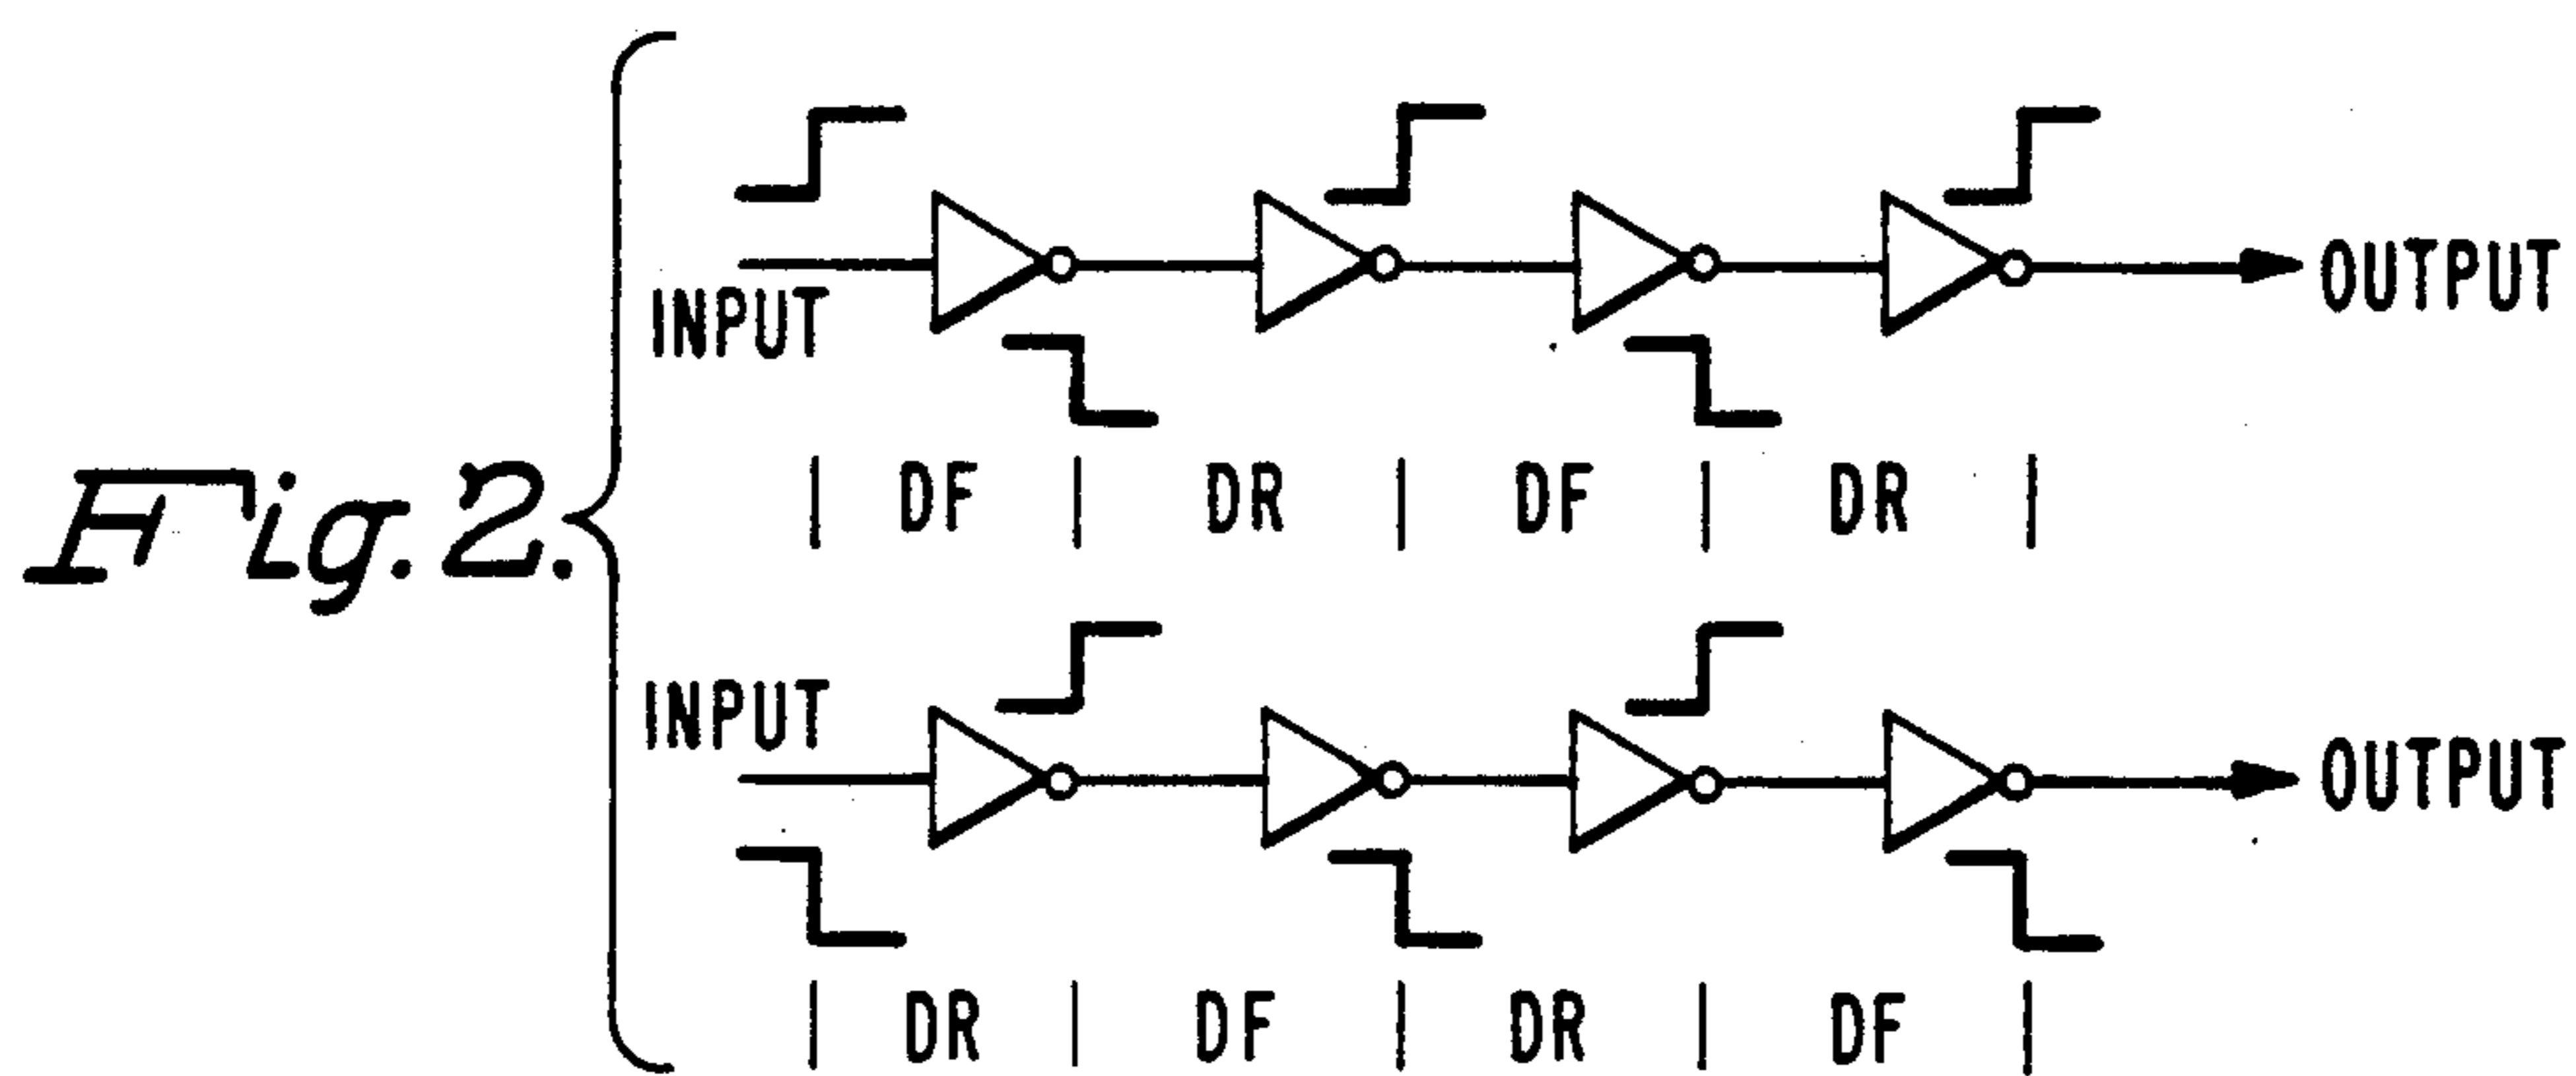 INPUT
OUTPUT
| DF | DR | DF | DR |
Fig. 2.
INPUT
OUTPUT
| DR | DF | DR | DF |